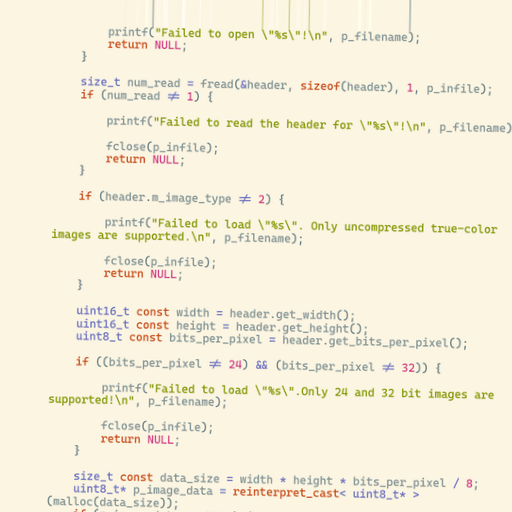 printf("Failed to open \"%s\"!\n", p_filename);
return NULL;
}
size_t num_read = fread(&header, sizeof(header), 1, p_infile);
if (num_read ≠ 1) {
printf("Failed to read the header for \"%s\"!\n", p_filename)
fclose(p_infile);
return NULL;
}
if (header.m_image_type ≠ 2) {
printf("Failed to load \"%s\". Only uncompressed true-color
images are supported.\n", p_filename);
fclose(p_infile);
return NULL;
}
uint16_t const width = header.get_width();
uint16_t const height = header.get_height();
uint8_t const bits_per_pixel = header.get_bits_per_pixel();
if ((bits_per_pixel ≠ 24) && (bits_per_pixel ≠ 32)) {
printf("Failed to load \"%s\".Only 24 and 32 bit images are
supported!\n", p_filename);
fclose(p_infile);
return NULL;
}
size_t const data_size = width * height * bits_per_pixel / 8;
uint8_t* p_image_data = reinterpret_cast< uint8_t* >
(malloc(data_size));